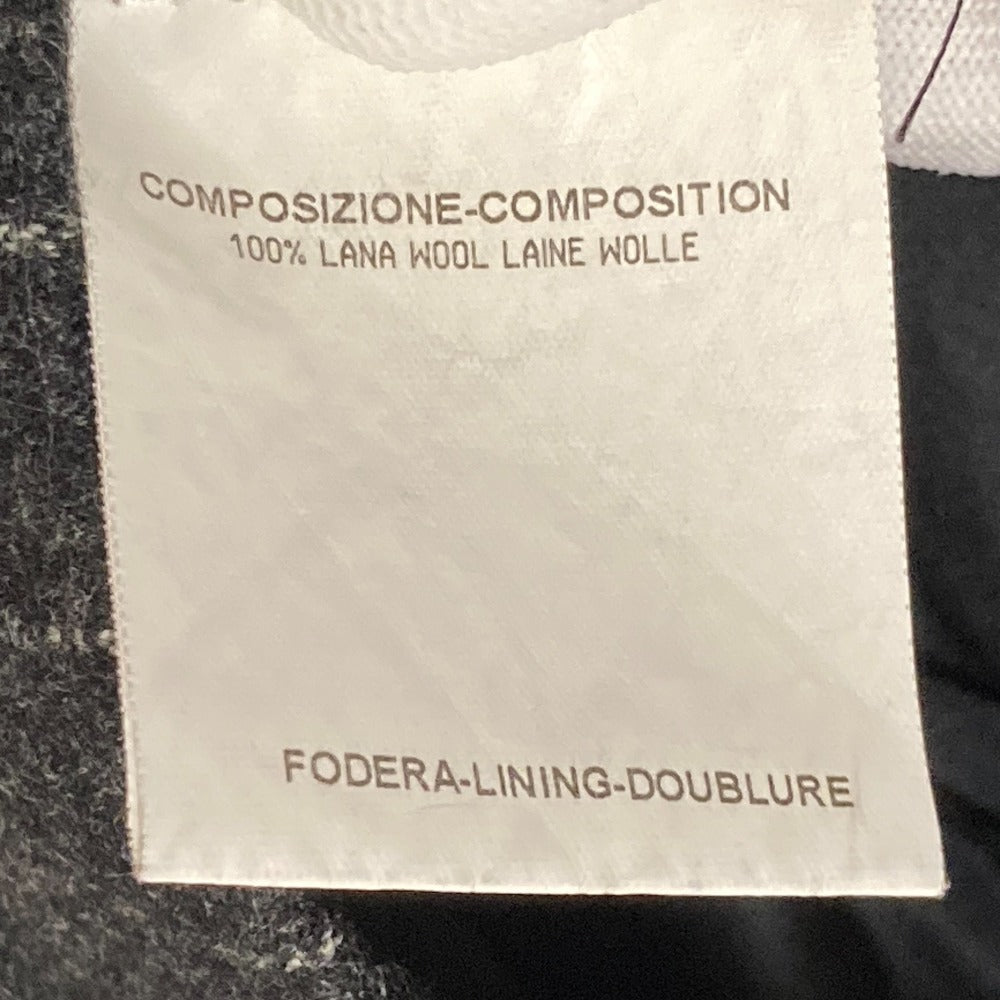 COMPOSIZIONE-COMPOSITION
100% LANA WOOL LAINE WOLLE
FODERA-LINING-DOUBLURE